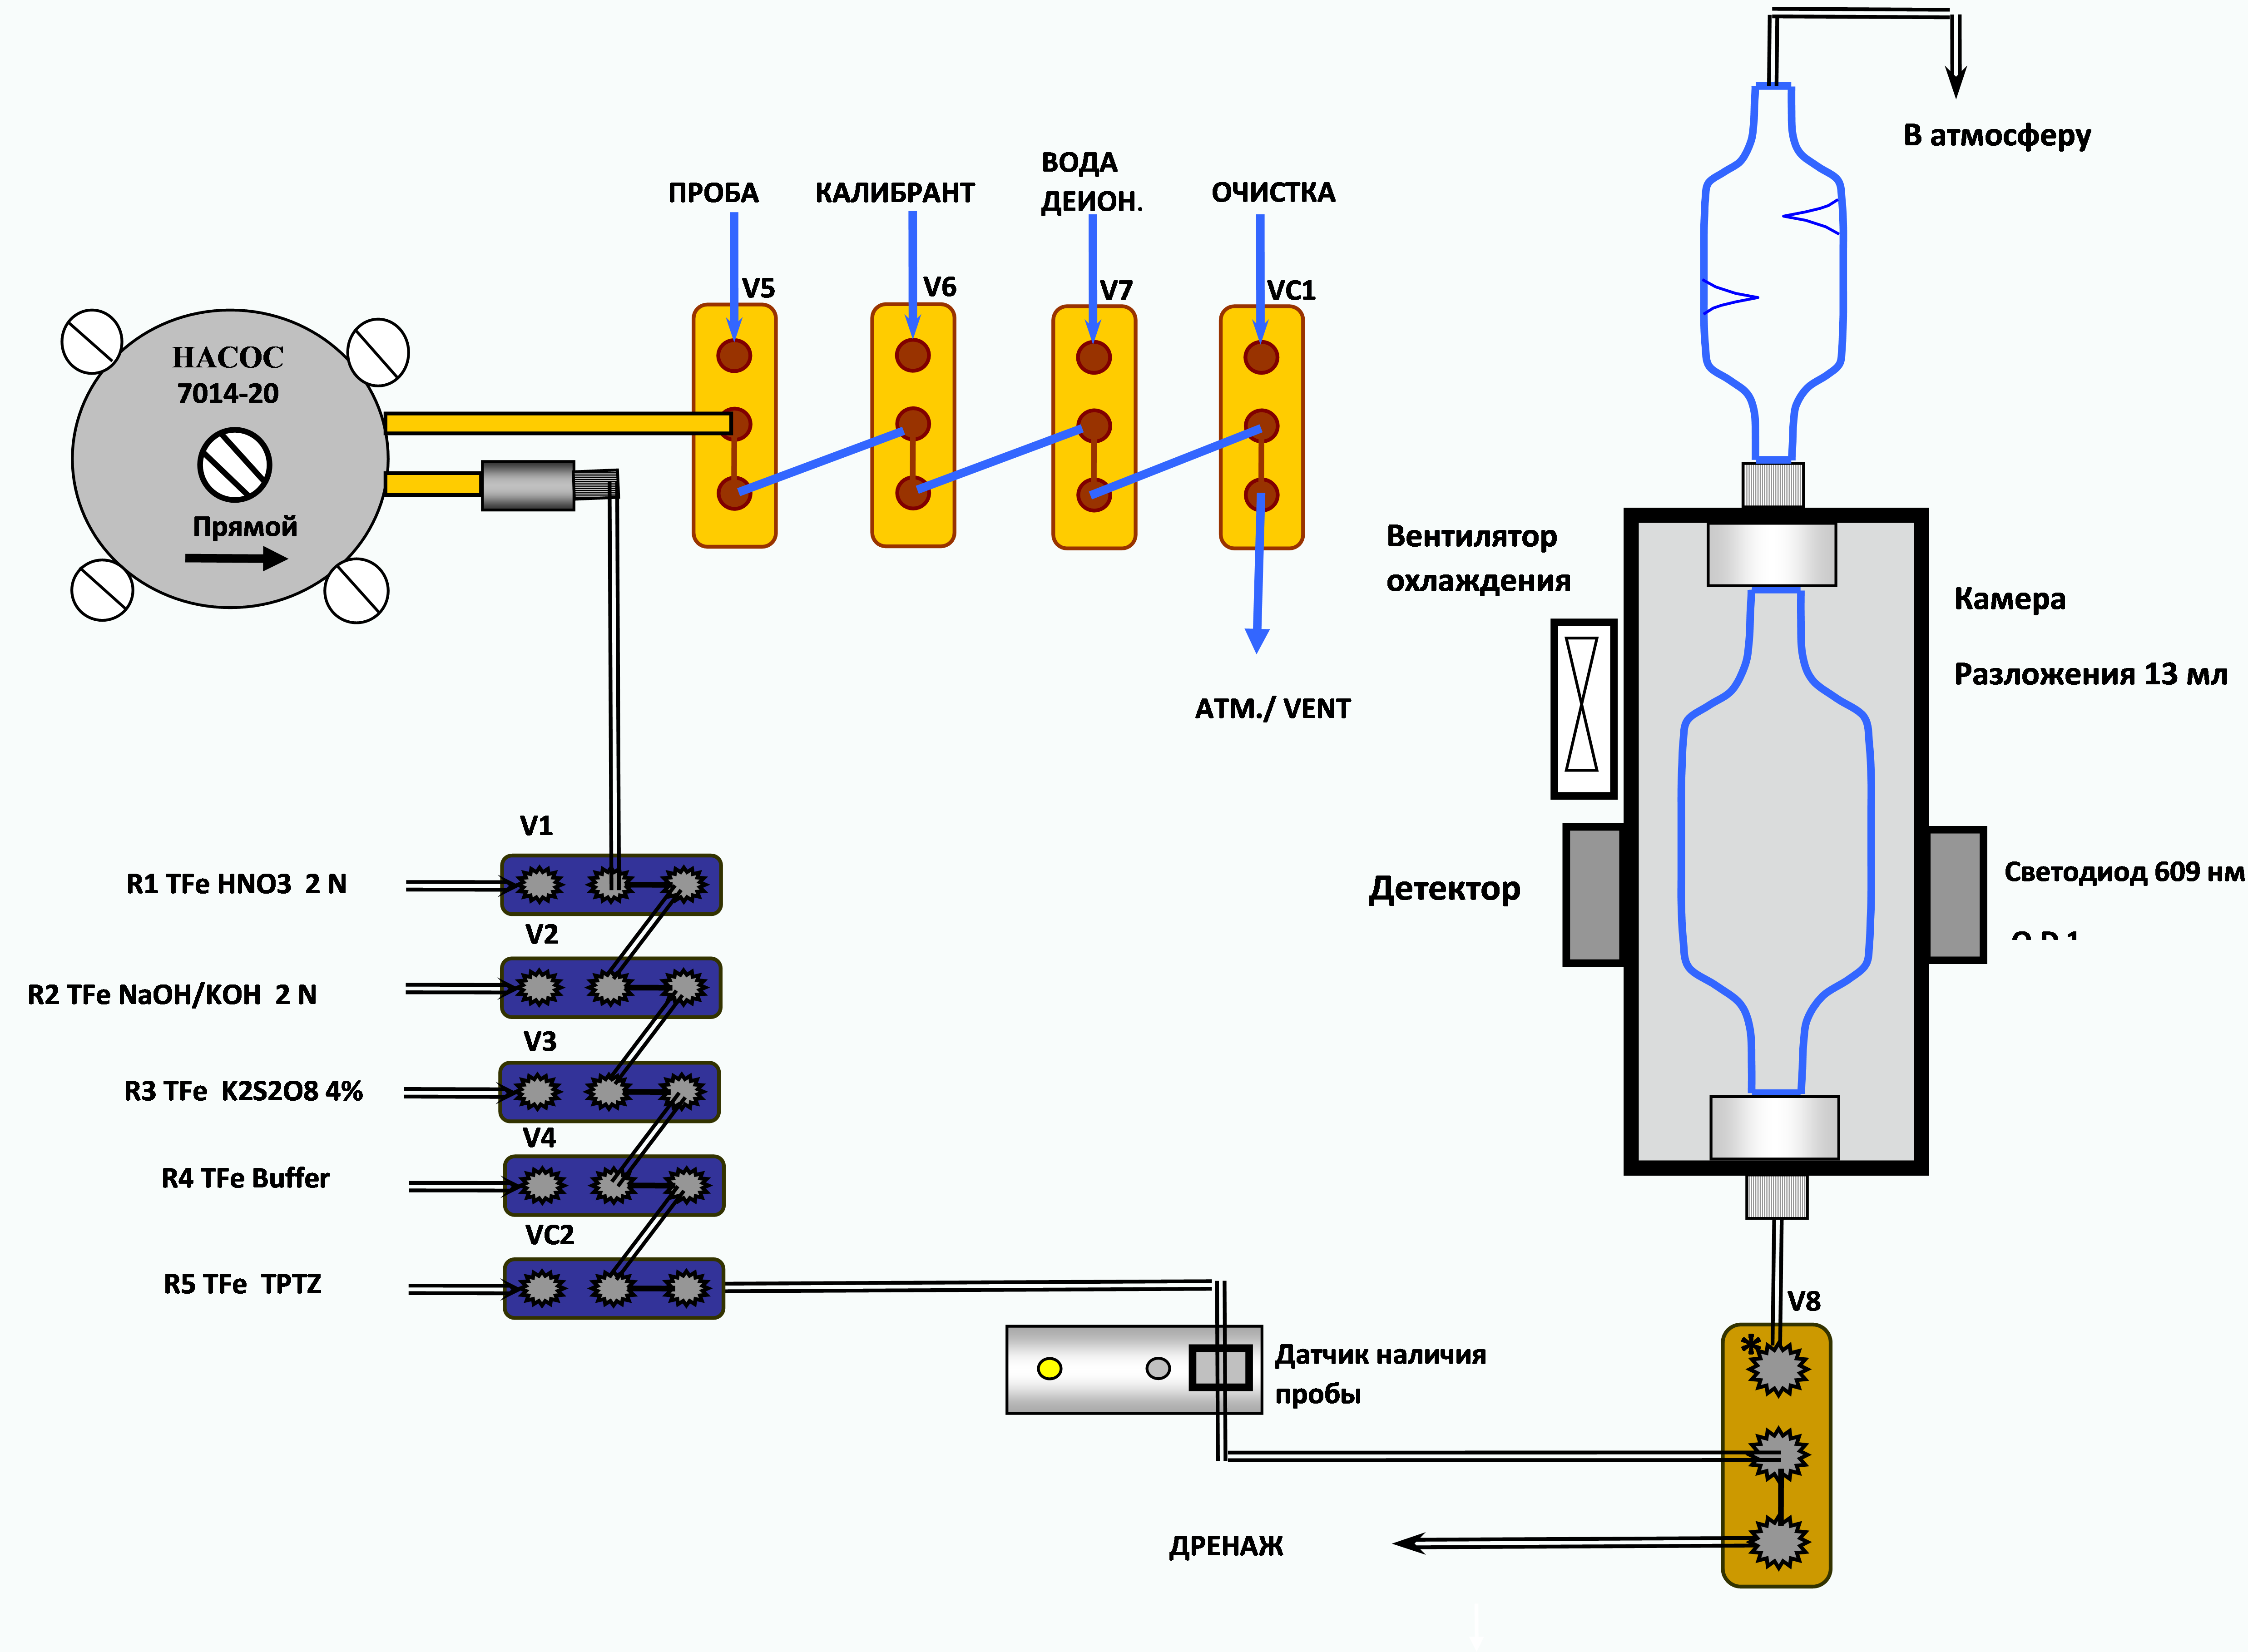 В атмосферу
ПРОБА
КАЛИБРАНТ
ВОДА
ДЕИОН.
ОЧИСТКА
V5
V6
V7
VC1
НАСОС
7014-20
Прямой
Вентилятор
охлаждения
Камера
Разложения 13 мл
АТМ./ VENT
V1
R1 TFe HNO3 2 N
Детектор
Светодиод 609 нм
V2
R2 TFe NaOH/KOH 2 N
V3
R3 TFe K2S2O8 4%
V4
R4 TFe Buffer
VC2
R5 TFe TPTZ
V8
*
Датчик наличия
пробы
ДРЕНАЖ